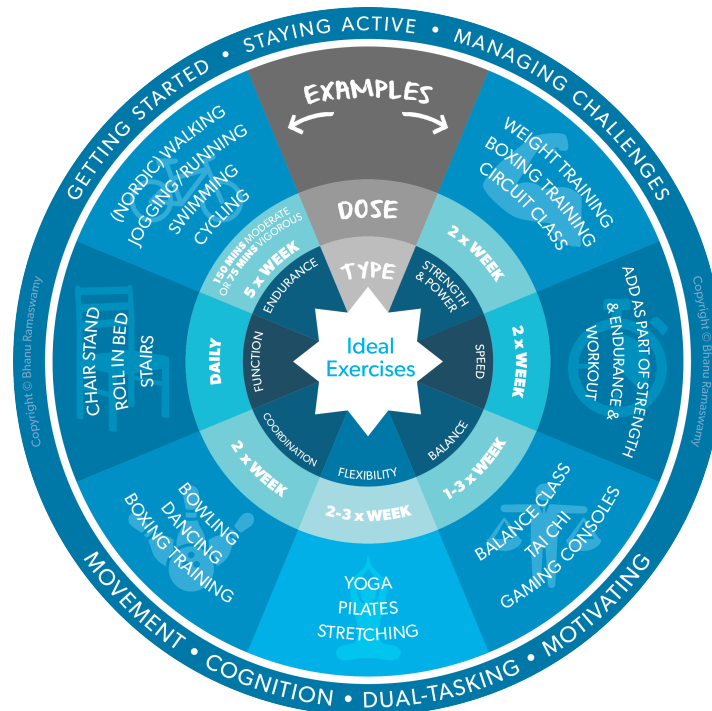 GETTING STARTED • STAYING ACTIVE • MANAGING CHALLENGES
EXAMPLES
DOSE
TYPE
Ideal
Exercises
WEIGHT TRAINING
BOXING TRAINING
CIRCUIT CLASS
2 x WEEK
STRENGTH
& POWER
ADD AS PART OF STRENGTH
& ENDURANCE &
WORKOUT
2 x WEEK
SPEED
BALANCE CLASS
TAI CHI
GAMING CONSOLES
1-3 x WEEK
BALANCE
YOGA
PILATES
STRETCHING
2-3 x WEEK
FLEXIBILITY
BOWLING
DANCING
BOXING TRAINING
2 x WEEK
COORDINATION
CHAIR STAND
ROLL IN BED
STAIRS
DAILY
FUNCTION
(NORDIC) WALKING
JOGGING/RUNNING
SWIMMING
CYCLING
150 MINS MODERATE
OR 75 MINS VIGOROUS
5 x WEEK
ENDURANCE
MOVEMENT • COGNITION • DUAL-TASKING • MOTIVATING
Copyright © Bhanu Ramaswamy
Copyright © Bhanu Ramaswamy